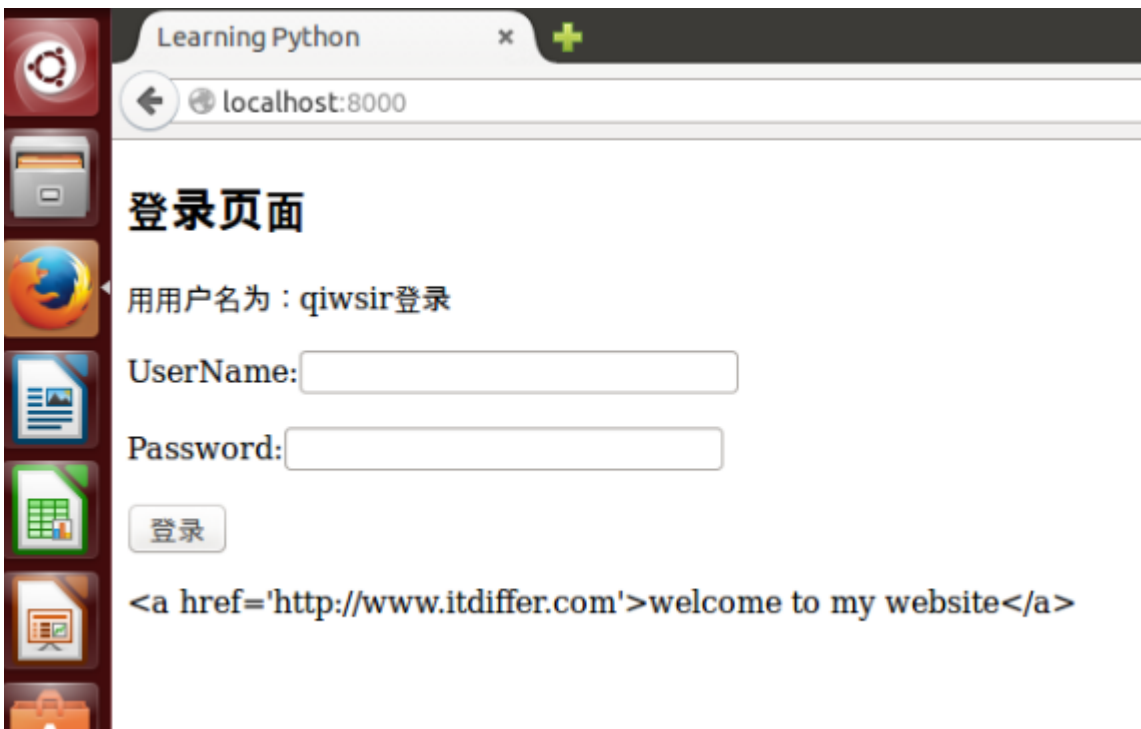 Learning Python
localhost:8000
登录页面
用用户名为：qiwsir登录
UserName:
Password:
登录
<a href='http://www.itdiffer.com'>welcome to my website</a>